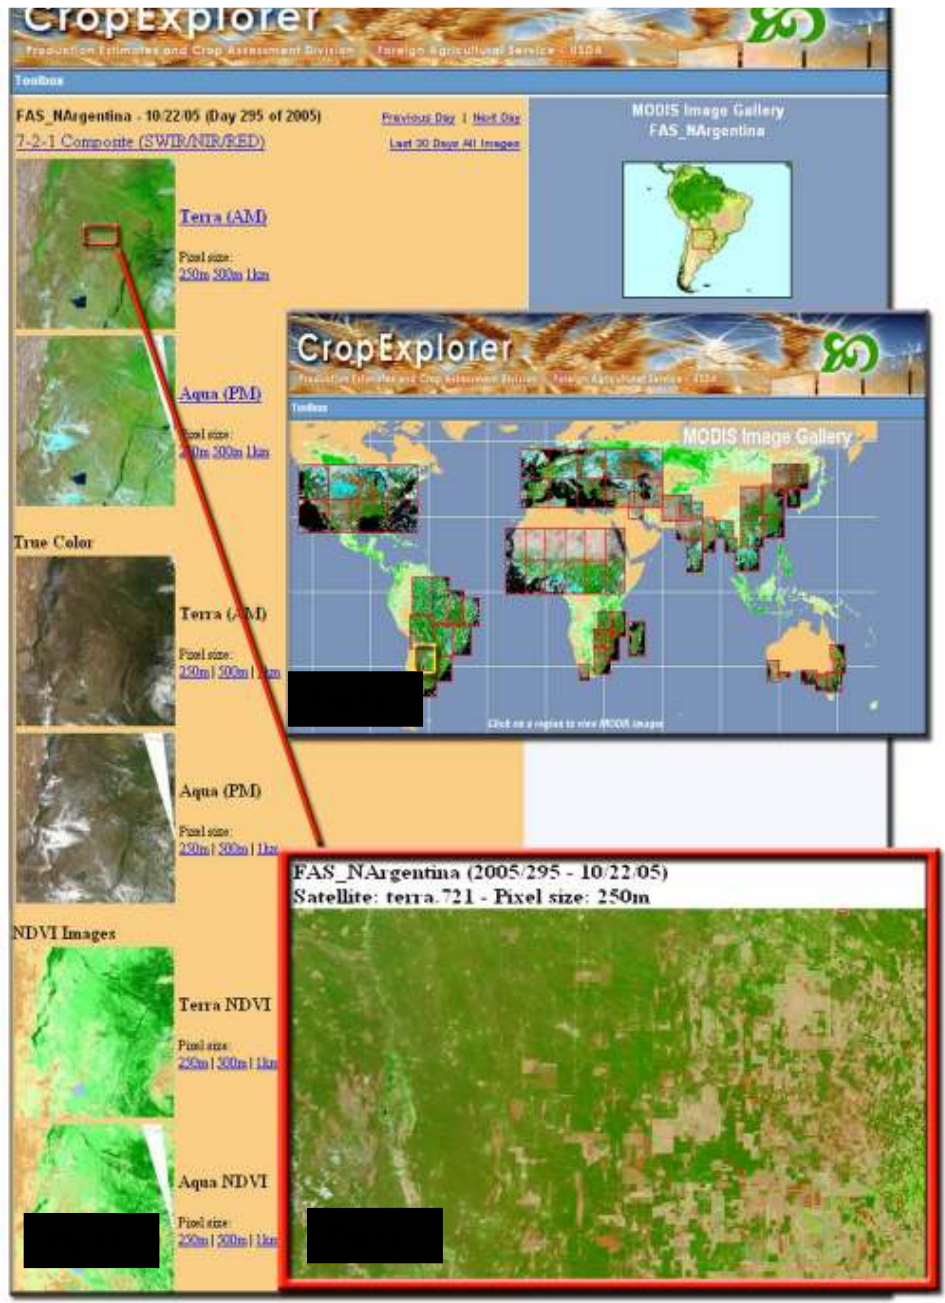 CropExplorer
Production Estimates and Crop Assessment Division Foreign Agricultural Service - USDA
Toolbox
FAS_NArgentina - 10/22/05 (Day 295 of 2005)
Previous Day | Next Day
7-2-1 Composite (SWIR/NIR/RED)
Last 30 Days All Images
MODIS Image Gallery
FAS_NArgentina
Terra (AM)
Pixel size:
250m 500m 1km
Aqua (PM)
Pixel size:
250m 500m 1km
True Color
Terra (AM)
Pixel size:
250m | 500m | 1km
Aqua (PM)
Pixel size:
250m | 500m | 1km
NDVI Images
Terra NDVI
Pixel size:
250m | 500m | 1km
Aqua NDVI
Pixel size:
250m | 500m | 1km
CropExplorer
Production Estimates and Crop Assessment Division Foreign Agricultural Service - USDA
Toolbox
MODIS Image Gallery
Click on a region to view MODIS images
FAS_NArgentina (2005/295 - 10/22/05)
Satellite: terra.721 - Pixel size: 250m